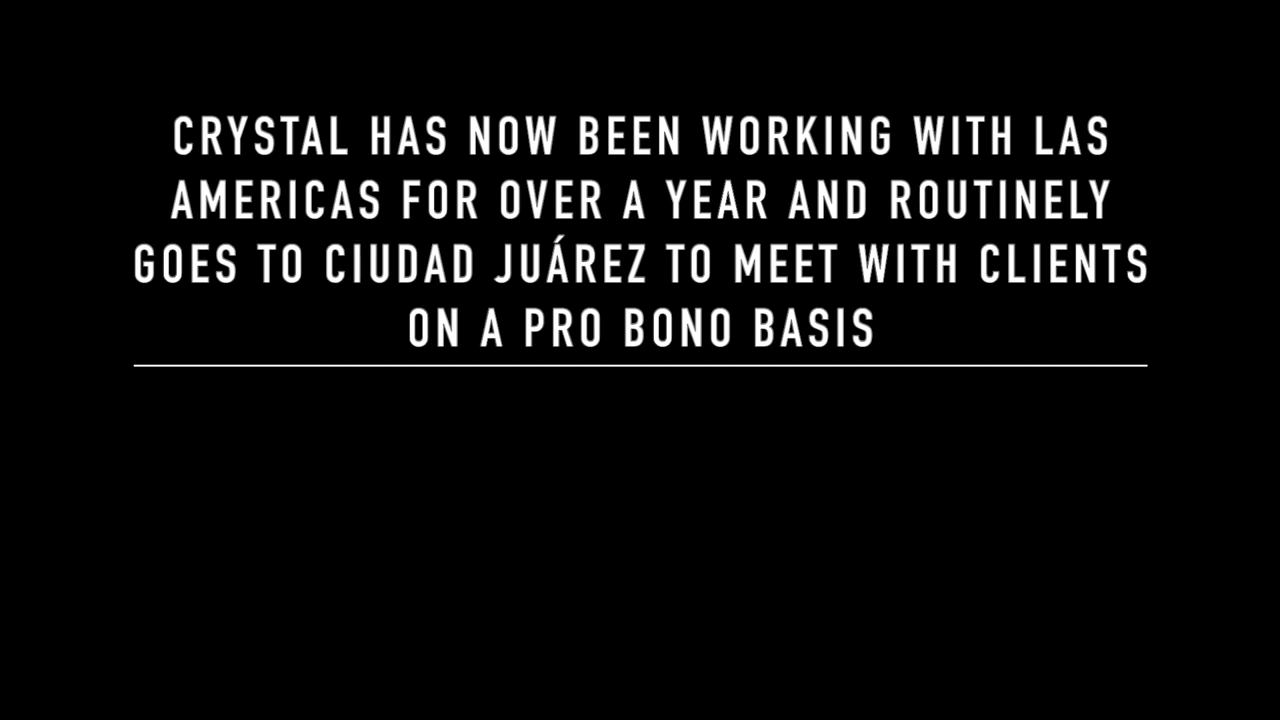 CRYSTAL HAS NOW BEEN WORKING WITH LAS
AMERICAS FOR OVER A YEAR AND ROUTINELY
GOES TO CIUDAD JUÁREZ TO MEET WITH CLIENTS
ON A PRO BONO BASIS